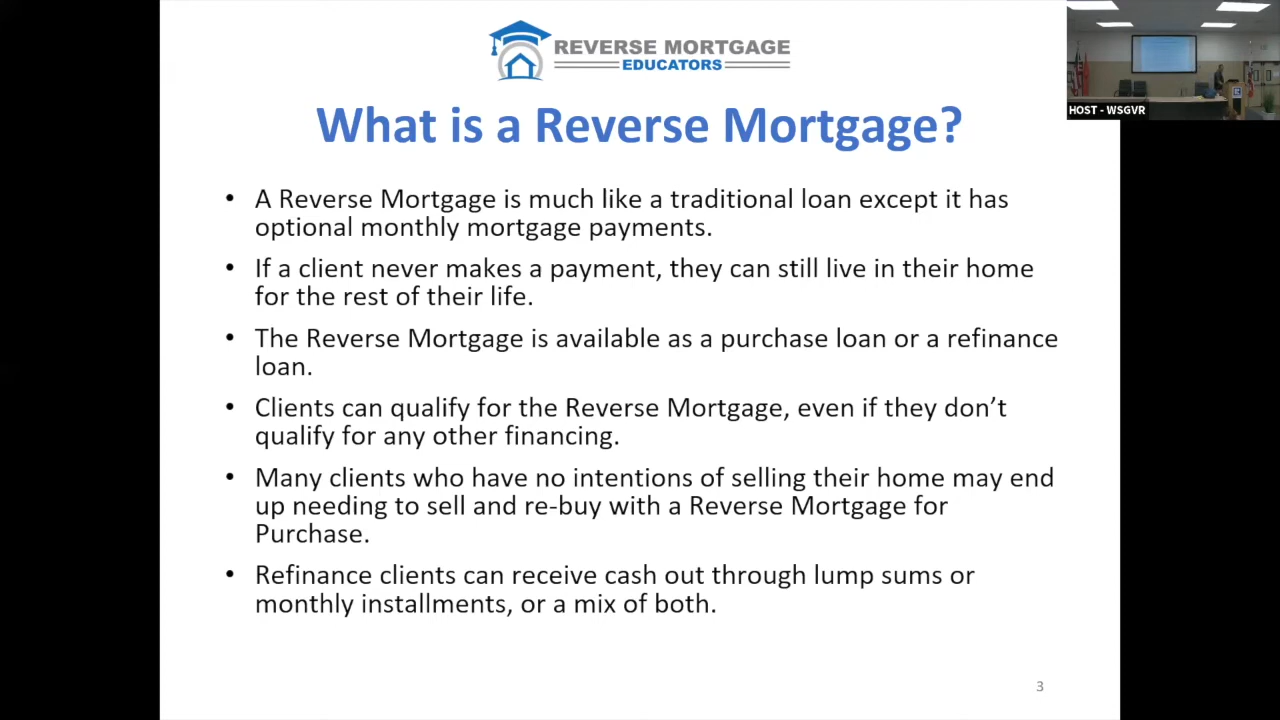 REVERSE MORTGAGE
EDUCATORS
HOST - WSGVR
What is a Reverse Mortgage?
• A Reverse Mortgage is much like a traditional loan except it has
optional monthly mortgage payments.
• If a client never makes a payment, they can still live in their home
for the rest of their life.
• The Reverse Mortgage is available as a purchase loan or a refinance
loan.
• Clients can qualify for the Reverse Mortgage, even if they don’t
qualify for any other financing.
• Many clients who have no intentions of selling their home may end
up needing to sell and re-buy with a Reverse Mortgage for
Purchase.
• Refinance clients can receive cash out through lump sums or
monthly installments, or a mix of both.
3